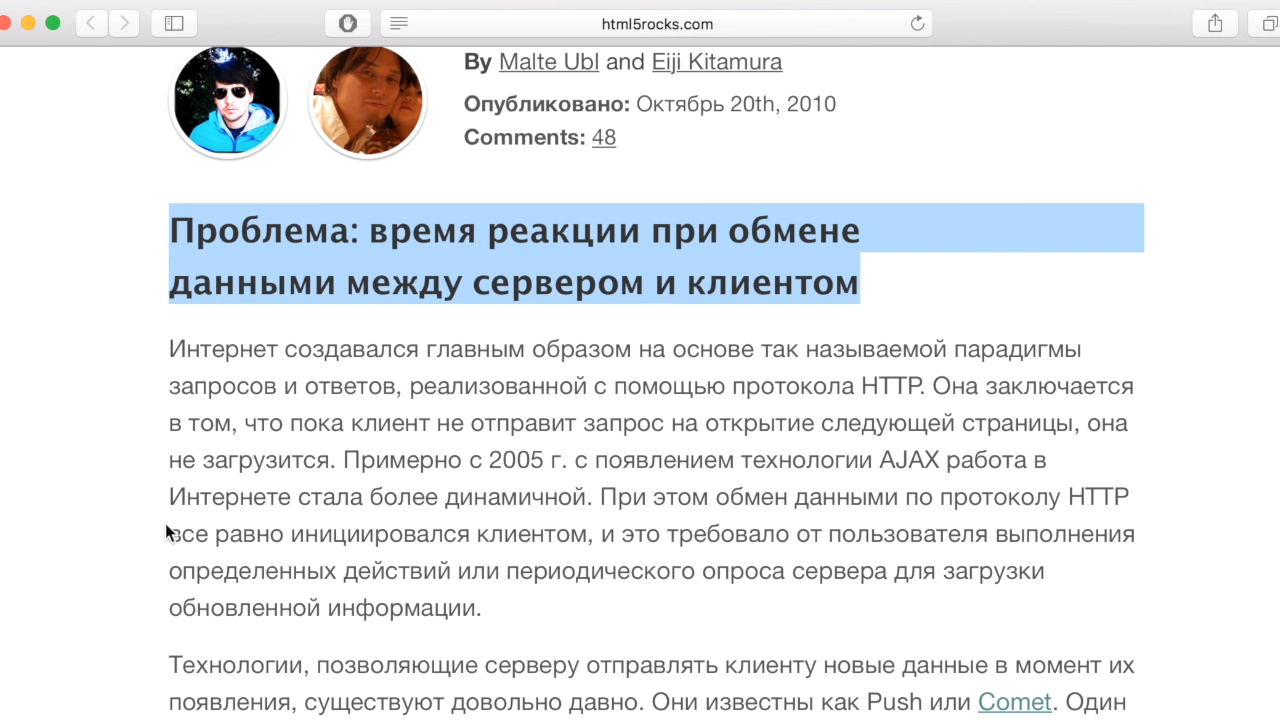 html5rocks.com
By Malte Ubl and Eiji Kitamura
Опубликовано: Октябрь 20th, 2010
Comments: 48
Проблема: время реакции при обмене
данными между сервером и клиентом
Интернет создавался главным образом на основе так называемой парадигмы
запросов и ответов, реализованной с помощью протокола HTTP. Она заключается
в том, что пока клиент не отправит запрос на открытие следующей страницы, она
не загрузится. Примерно с 2005 г. с появлением технологии AJAX работа в
Интернете стала более динамичной. При этом обмен данными по протоколу HTTP
все равно инициировался клиентом, и это требовало от пользователя выполнения
определенных действий или периодического опроса сервера для загрузки
обновленной информации.
Технологии, позволяющие серверу отправлять клиенту новые данные в момент их
появления, существуют довольно давно. Они известны как Push или Comet. Один